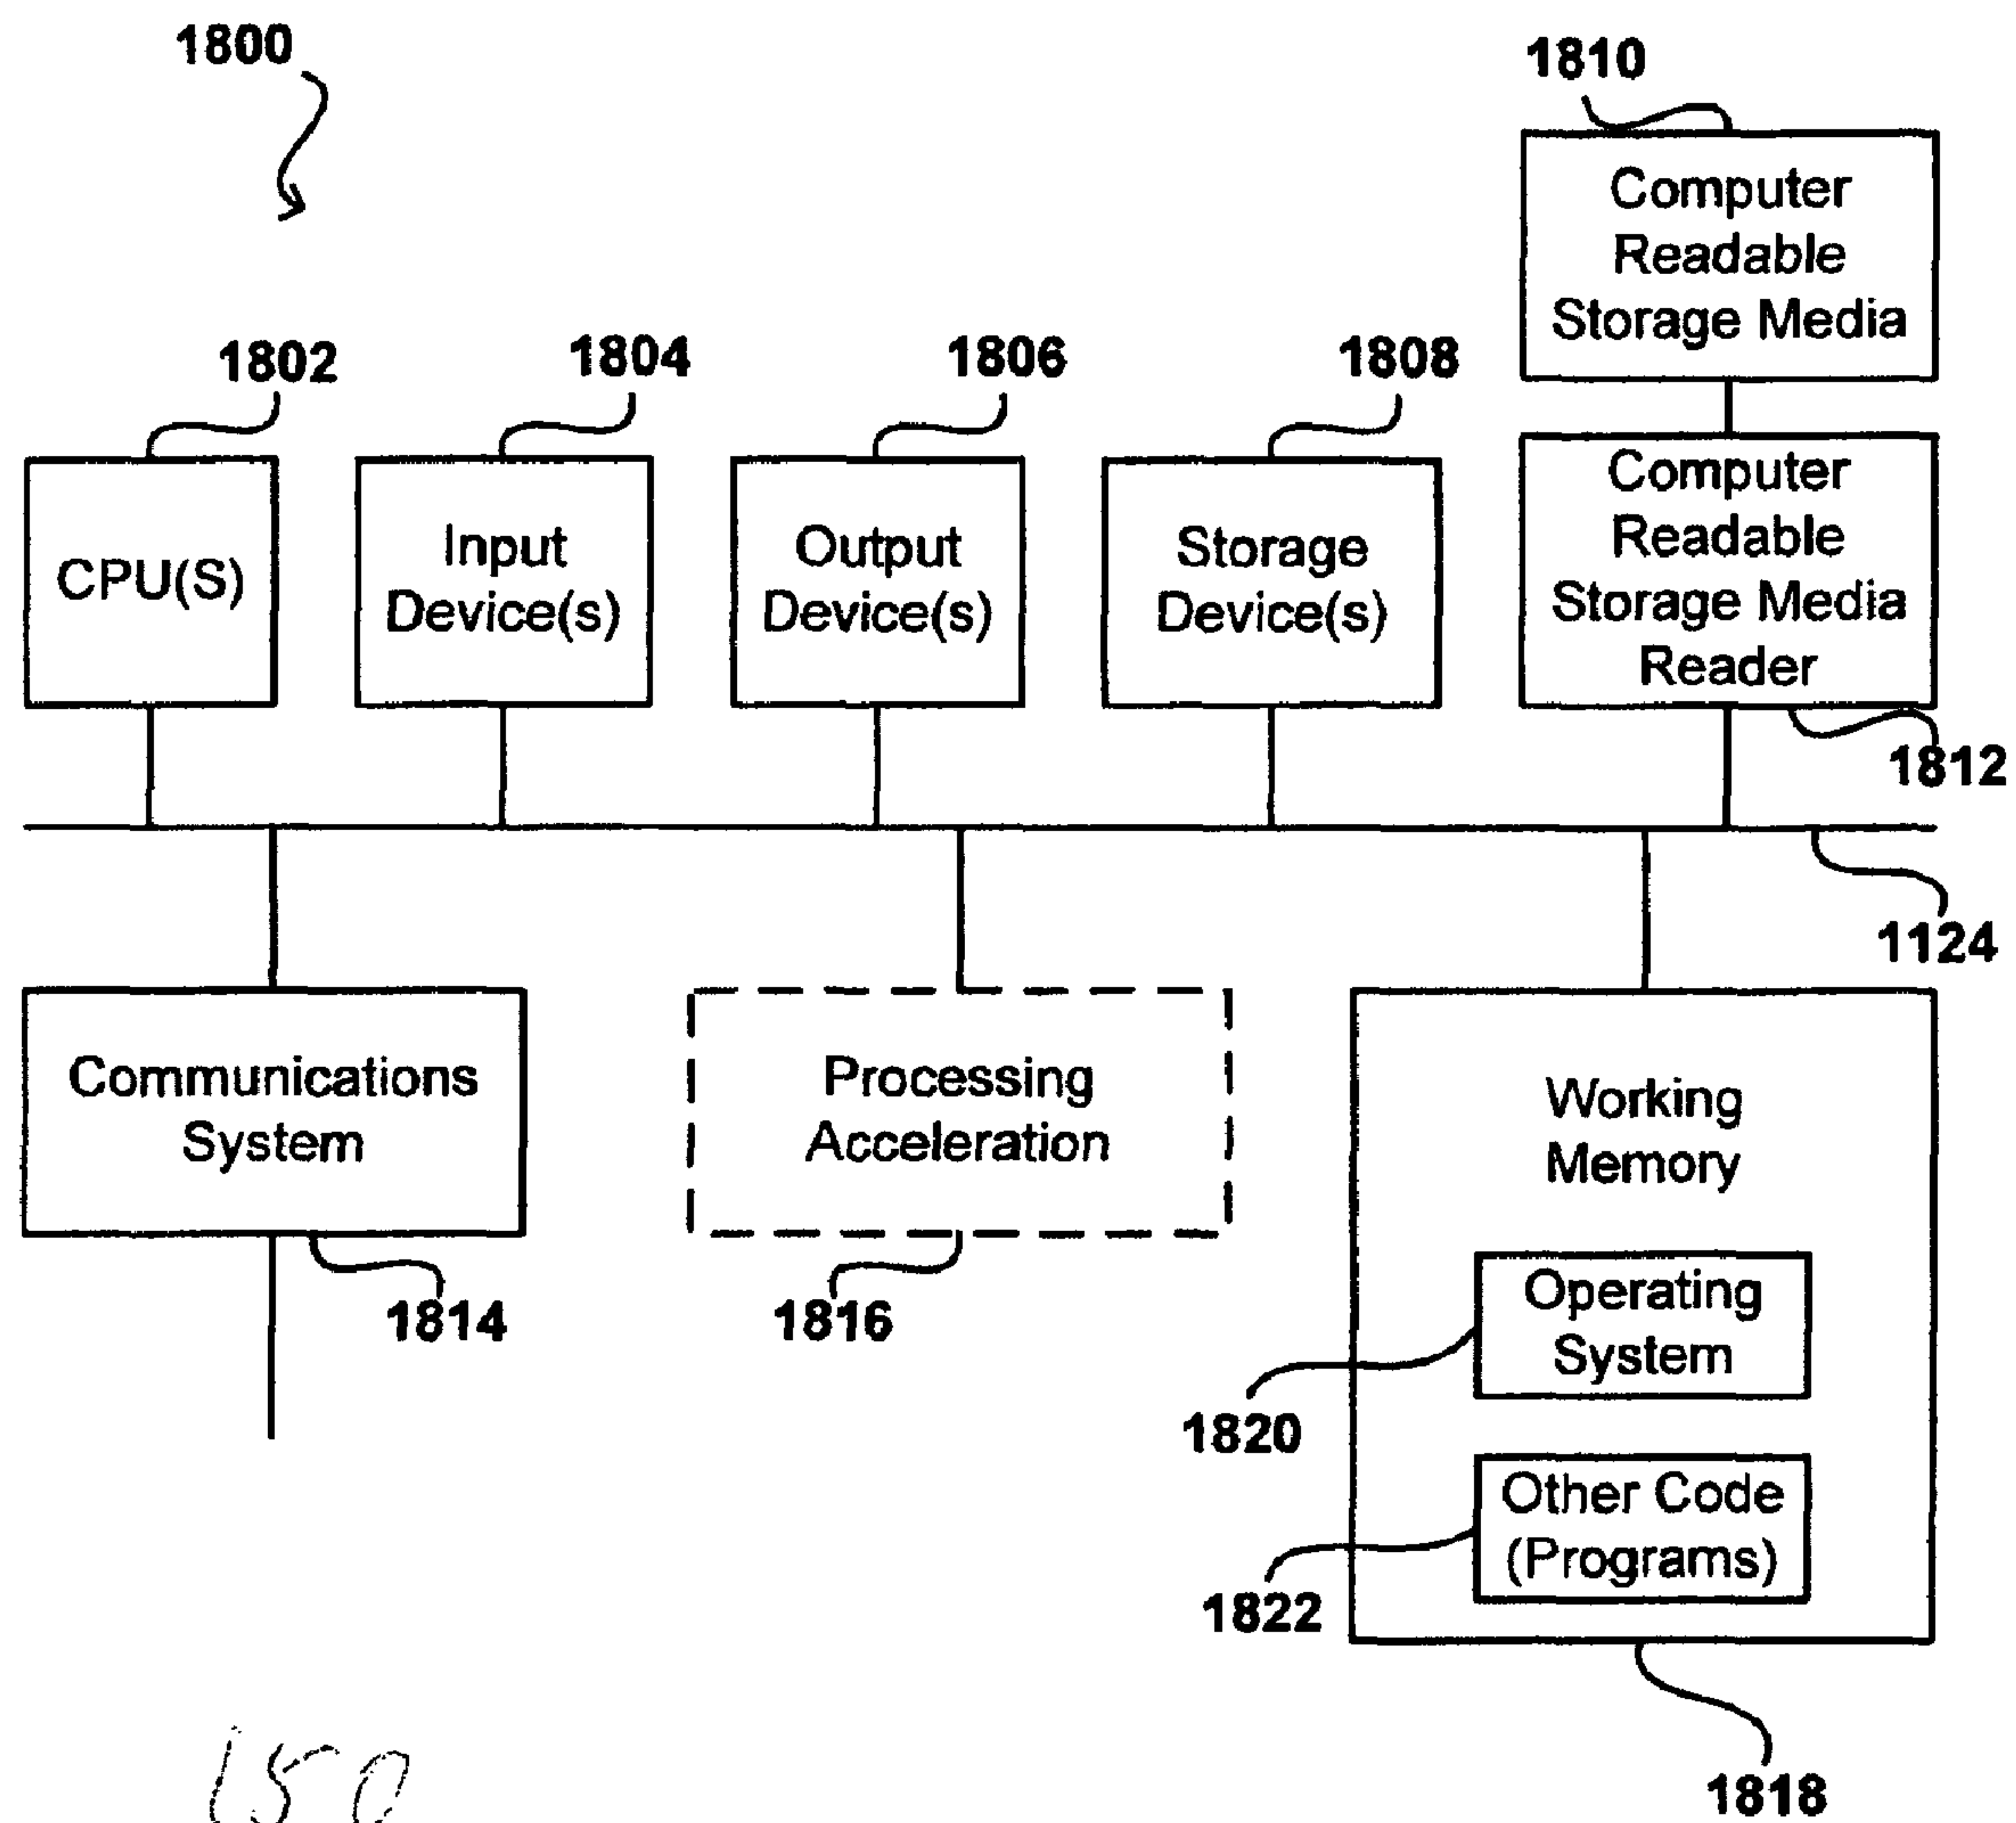 1800
1810
Computer
Readable
Storage Media
1802
1804
1806
1808
CPU(S)
Input
Device(s)
Output
Device(s)
Storage
Device(s)
Computer
Readable
Storage Media
Reader
1812
1124
Communications
System
1814
Processing
Acceleration
1816
Working
Memory
Operating
System
1820
Other Code
(Programs)
1822
1818
150